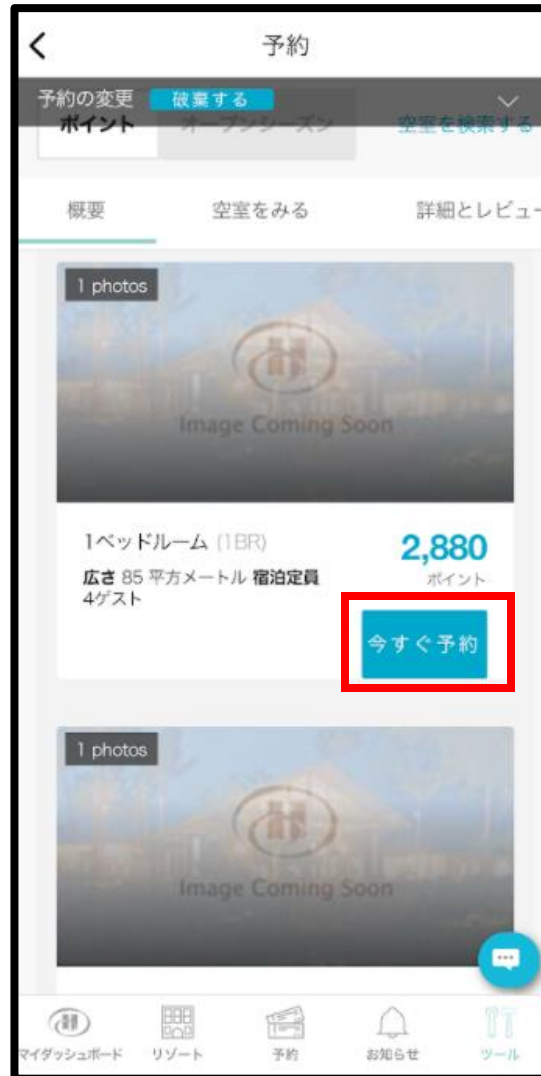 予約
予約の変更 破棄する
ポイント オープンシーズン 空室を検索する
概要 空室をみる 詳細とレビュー
1 photos
Image Coming Soon
1ベッドルーム (1BR) 2,880
広さ 85 平方メートル 宿泊定員 ポイント
4ゲスト
今すぐ予約
1 photos
Image Coming Soon
マイダッシュボード リゾート 予約 お知らせ ツール